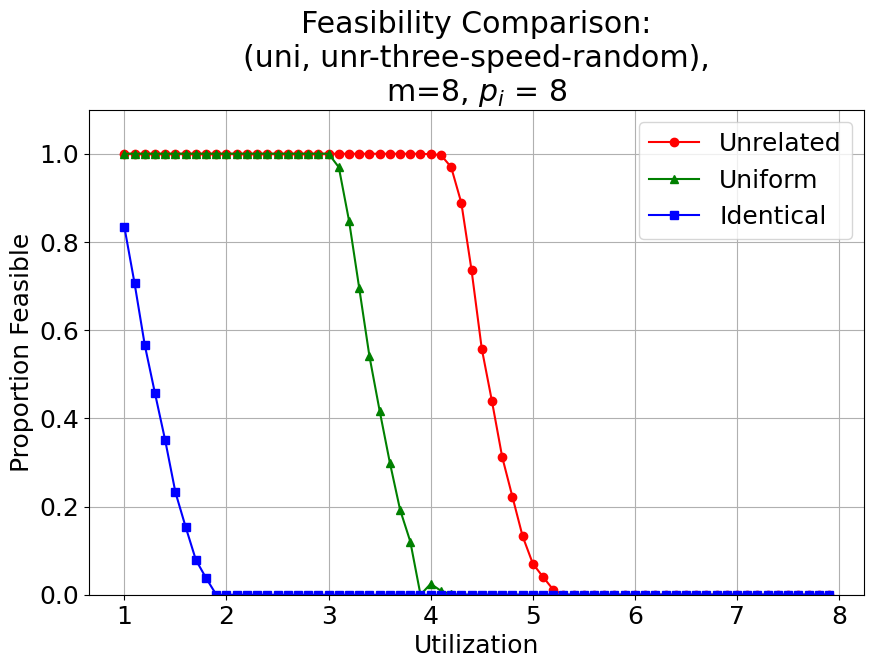 Feasibility Comparison:
(uni, unr-three-speed-random),
m=8, $p_i$ = 8
Unrelated
Uniform
Identical
Proportion Feasible
1.0
0.8
0.6
0.4
0.2
0.0
1 2 3 4 5 6 7 8
Utilization